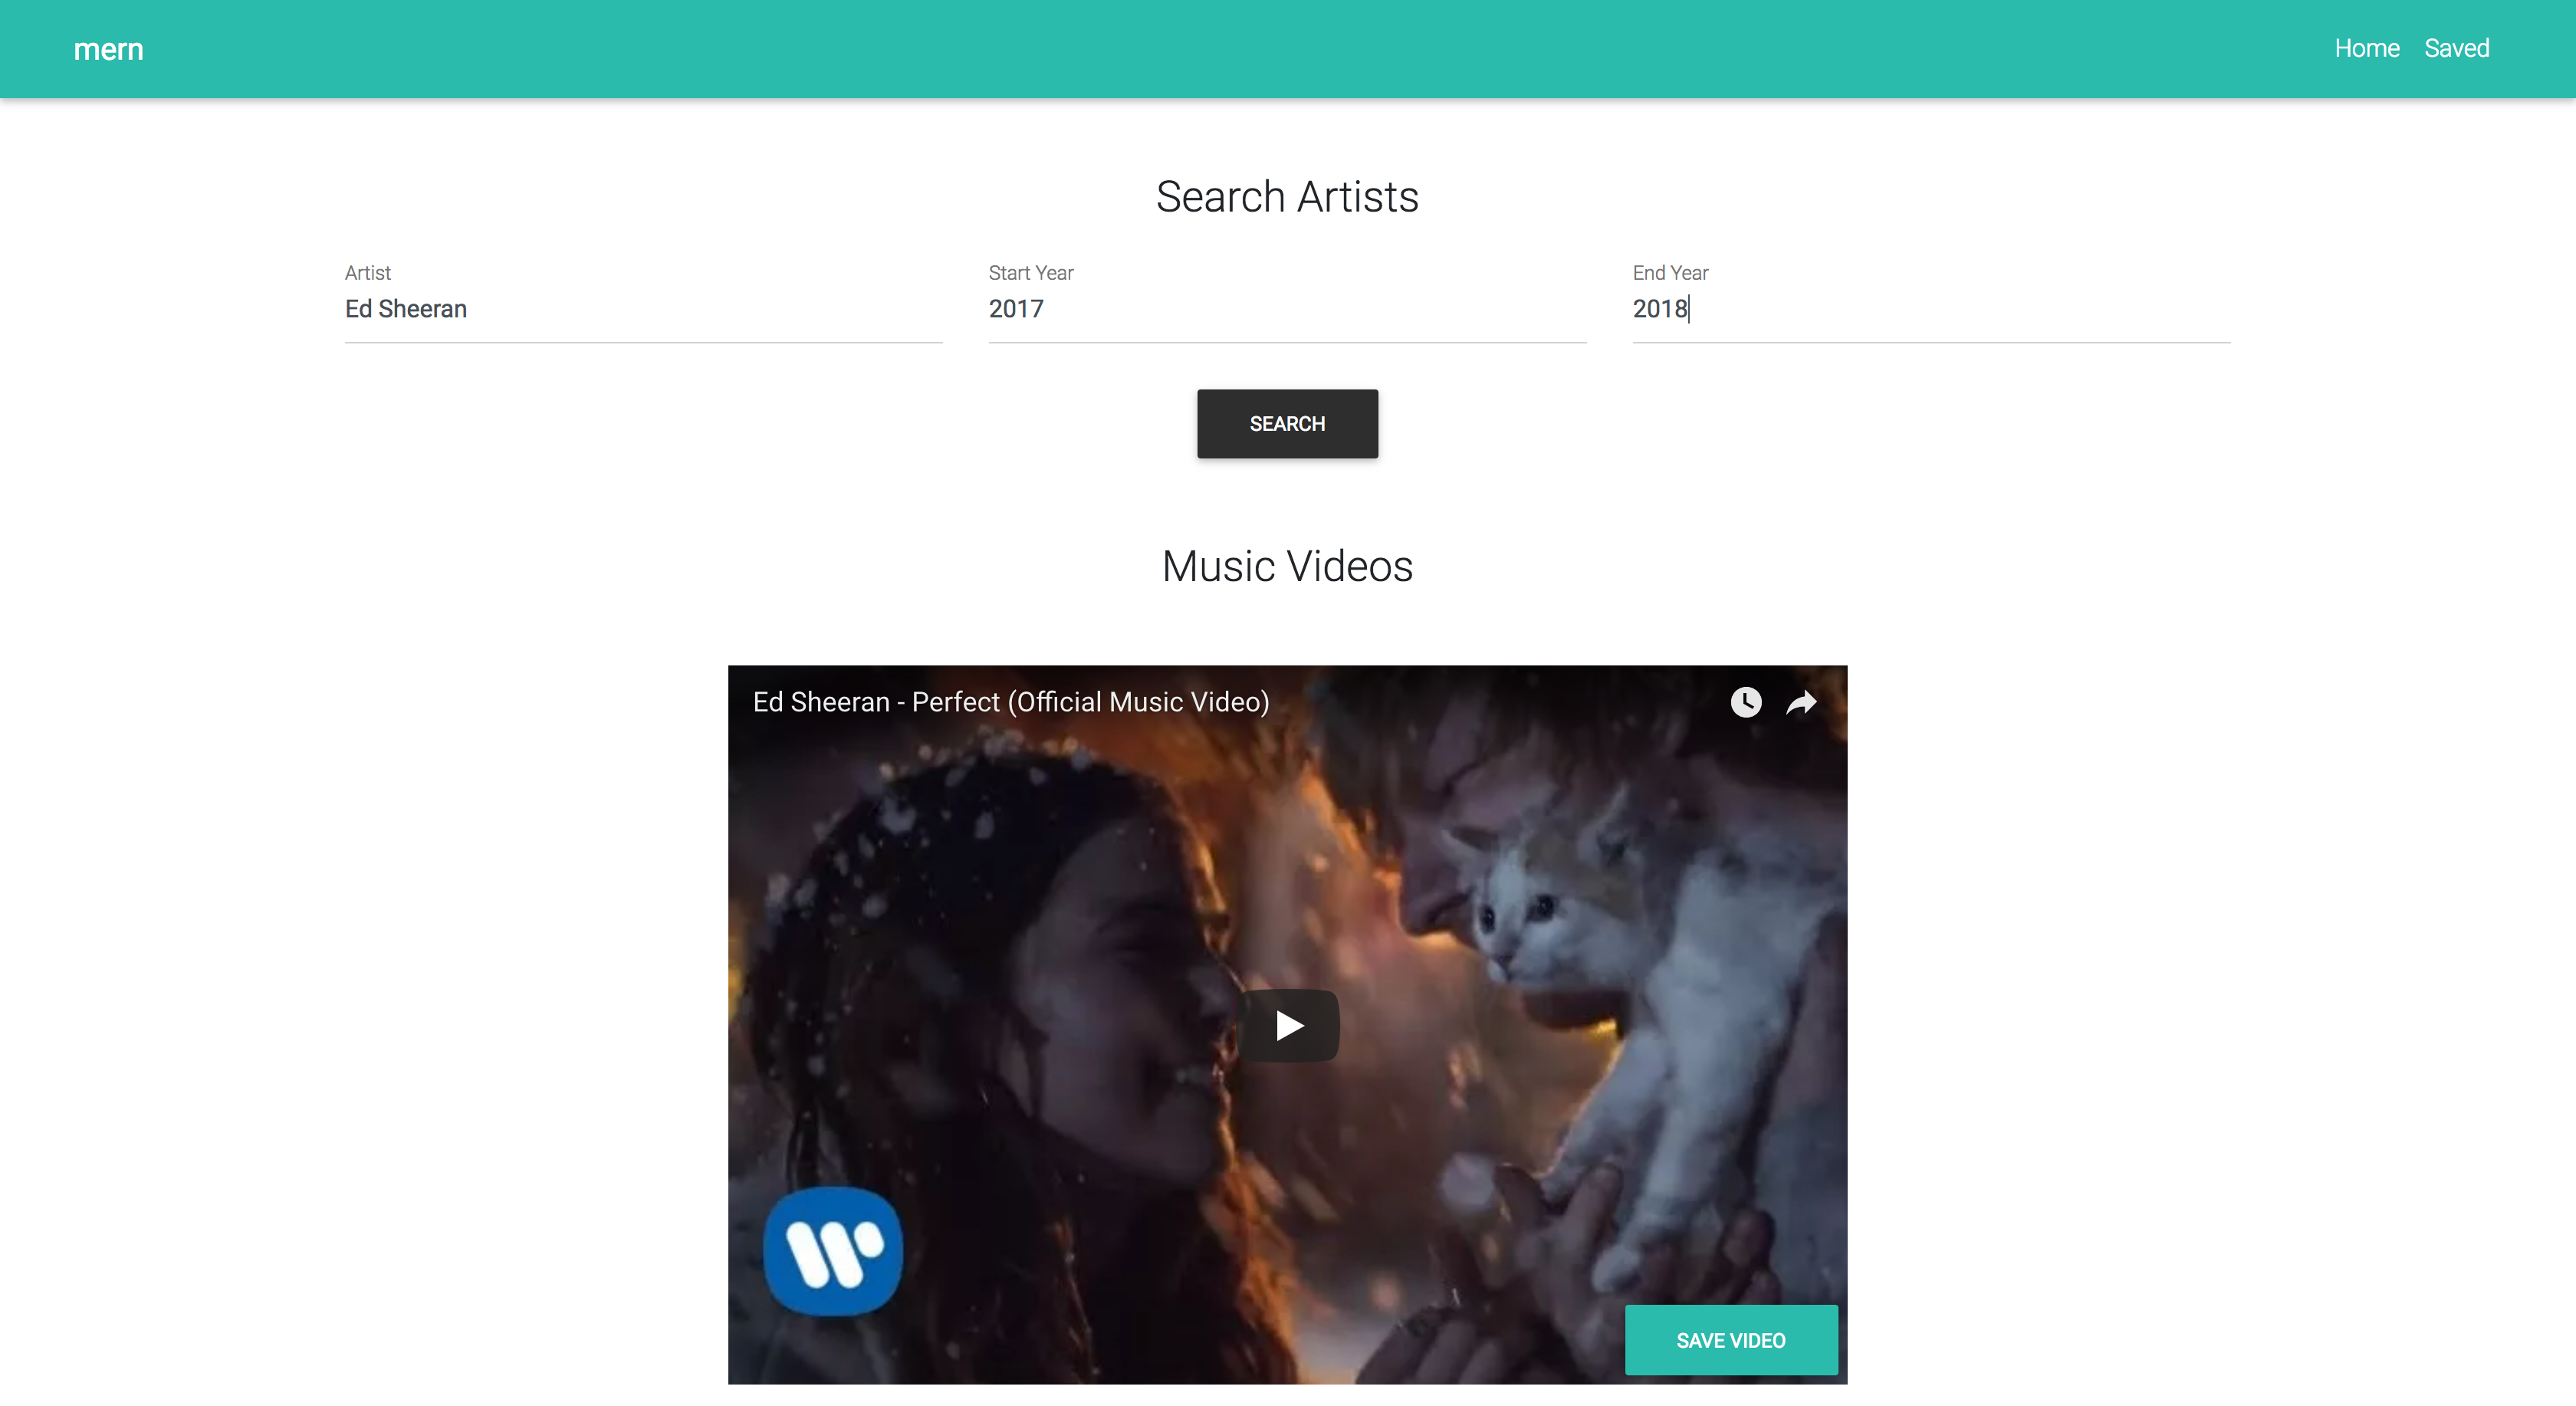 mern
Home Saved
Search Artists
Artist
Start Year
End Year
Ed Sheeran
2017
2018
SEARCH
Music Videos
Ed Sheeran - Perfect (Official Music Video)
SAVE VIDEO